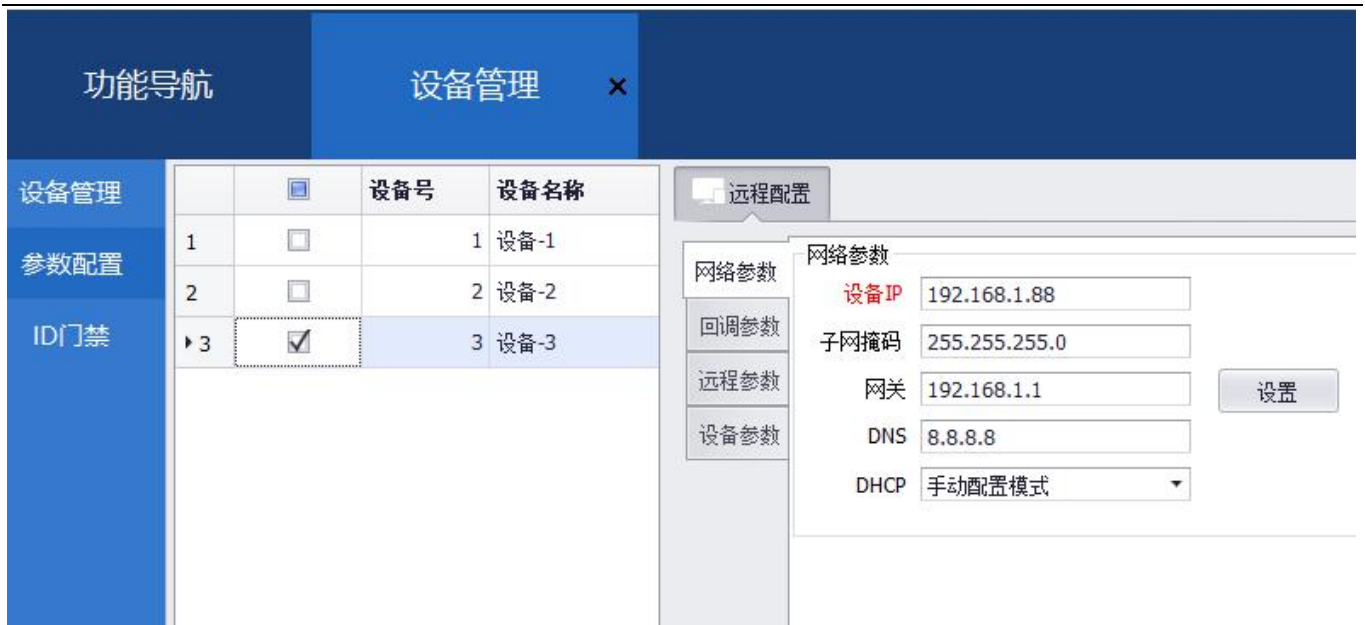 功能导航
设备管理 ×
设备管理
参数配置
ID门禁
设备号 设备名称
1 1 设备-1
2 2 设备-2
3 3 设备-3
远程配置
网络参数
回调参数
远程参数
设备参数
网络参数
设备IP 192.168.1.88
子网掩码 255.255.255.0
网关 192.168.1.1
设置
DNS 8.8.8.8
DHCP 手动配置模式